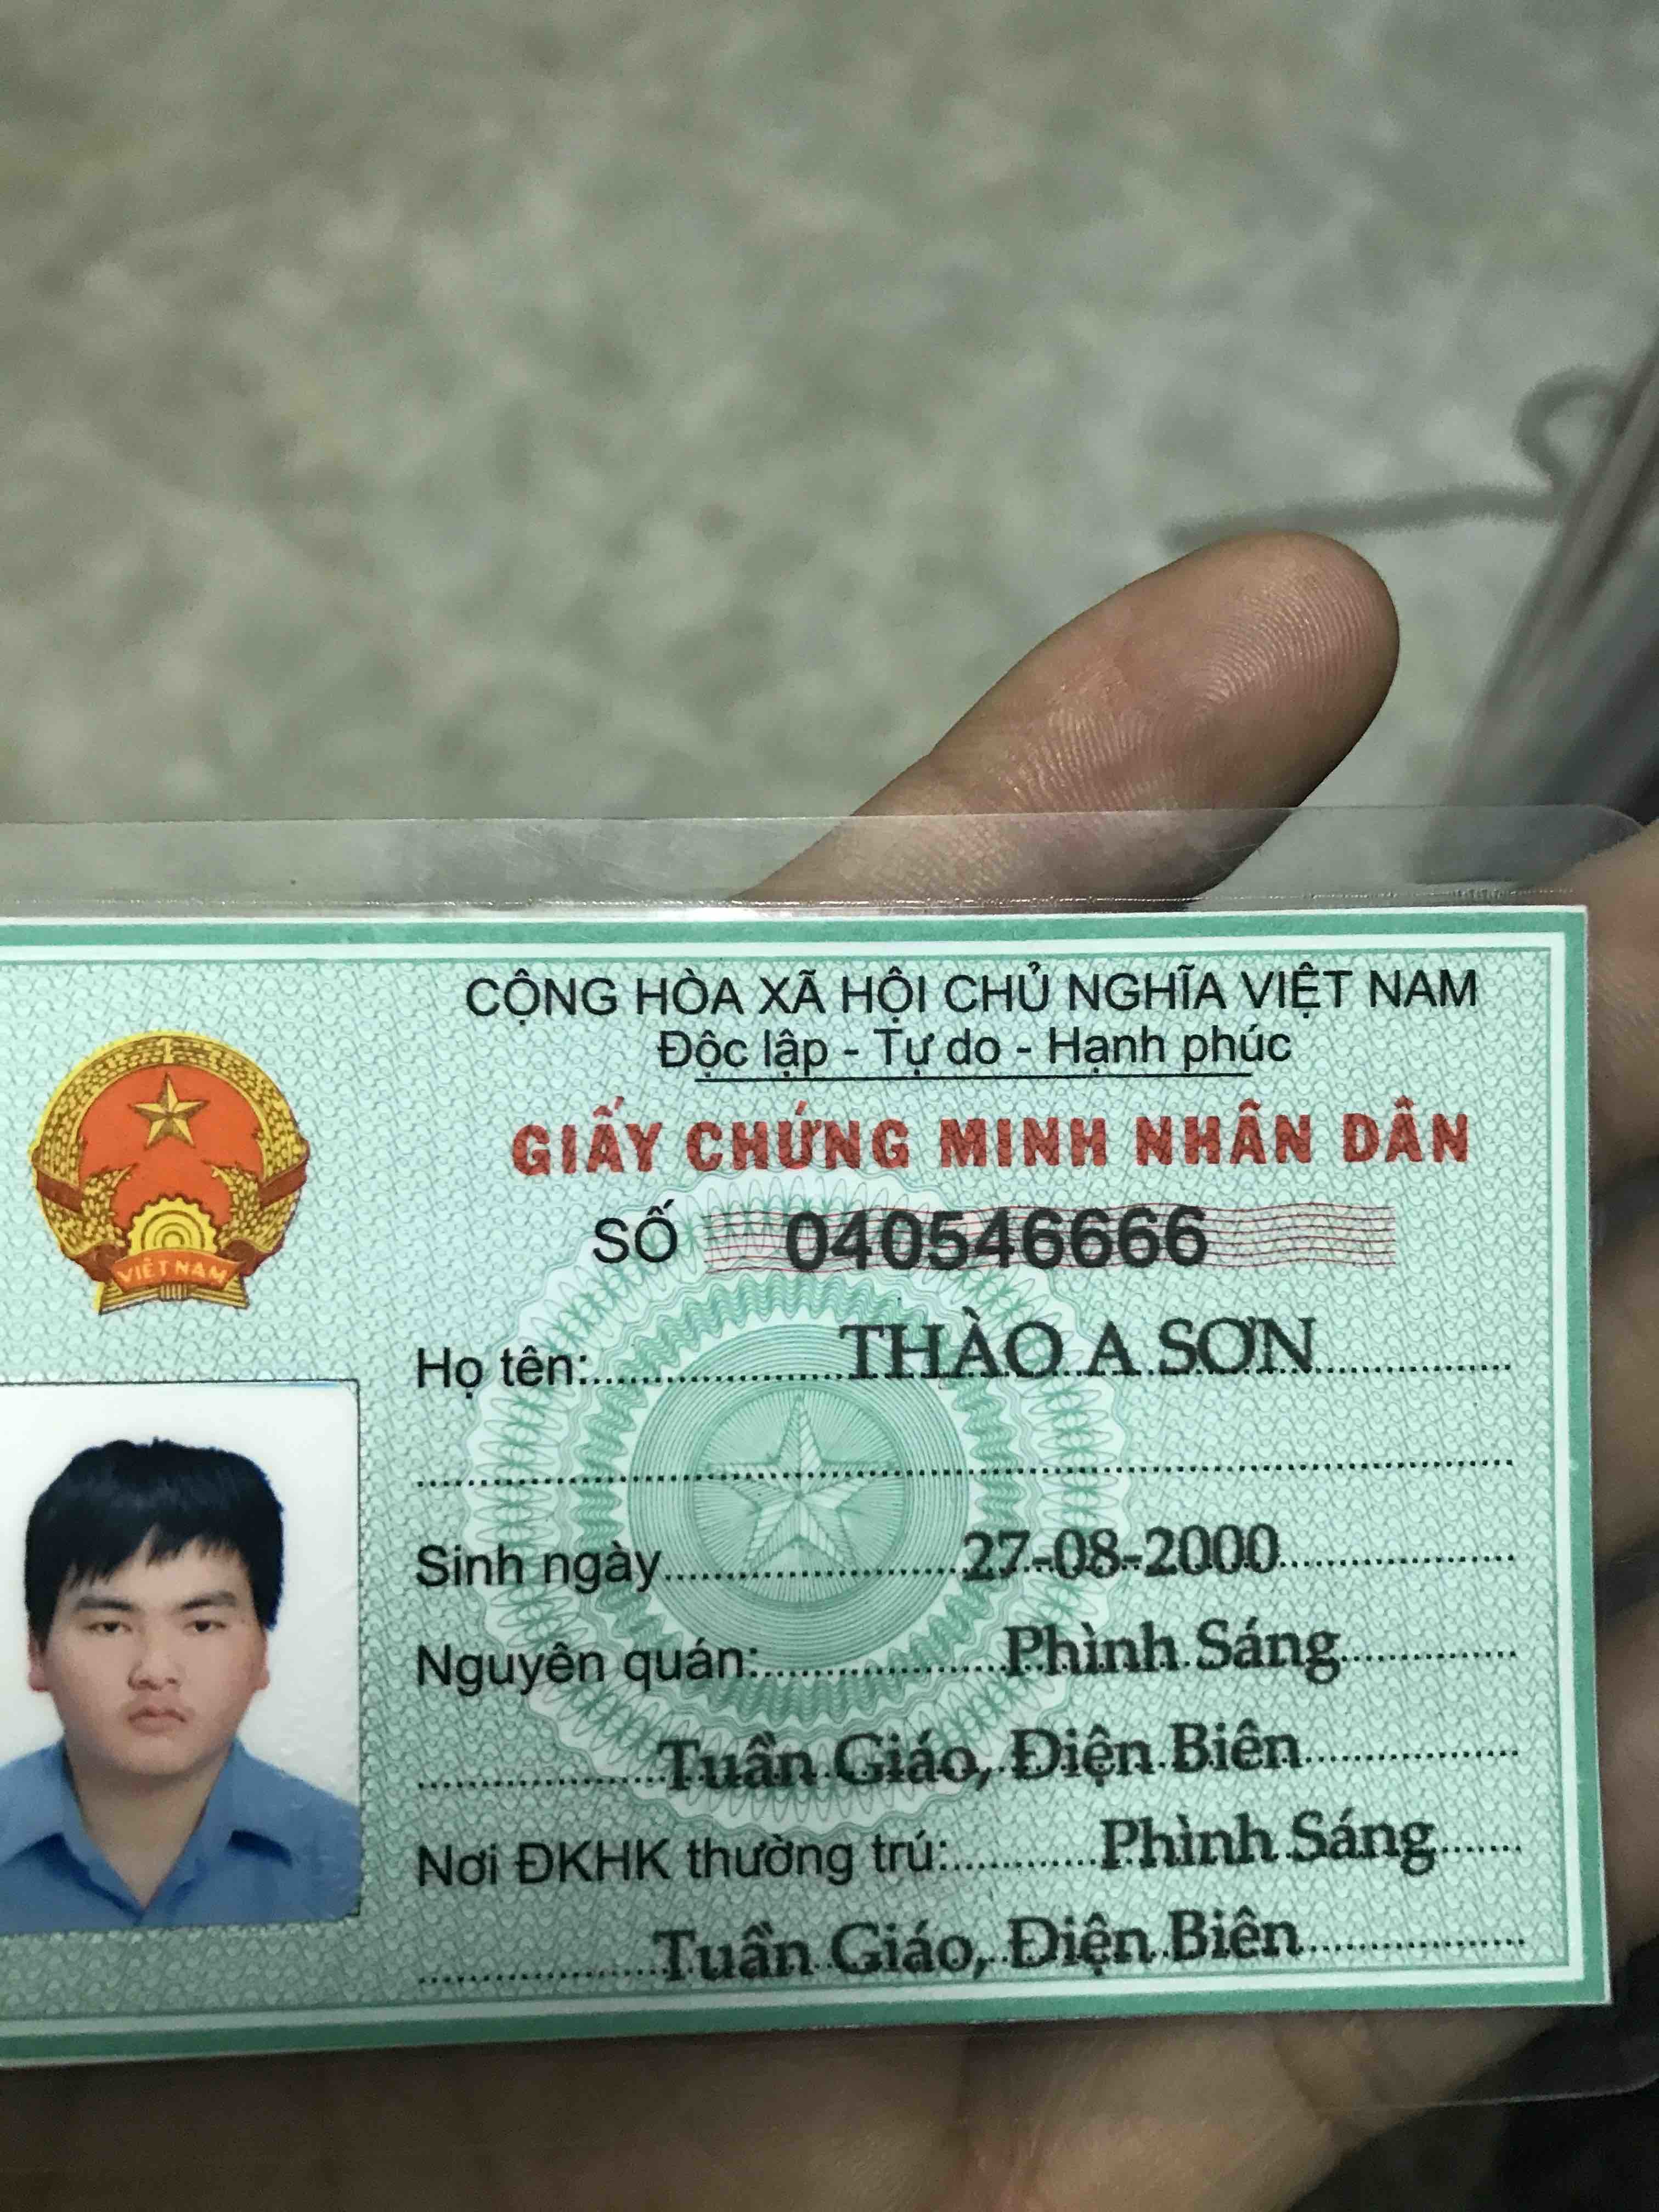 CỘNG HÒA XÃ HỘI CHỦ NGHĨA VIỆT NAM
Độc lập - Tự do - Hạnh phúc
GIẤY CHỨNG MINH NHÂN DÂN
SỐ 040546666
VIỆT NAM
Họ tên: THÀO A SƠN
Sinh ngày 27-08-2000
Nguyên quán: Phình Sáng
Tuần Giáo, Điện Biên
Nơi ĐKHK thường trú: Phình Sáng
Tuần Giáo, Điện Biên